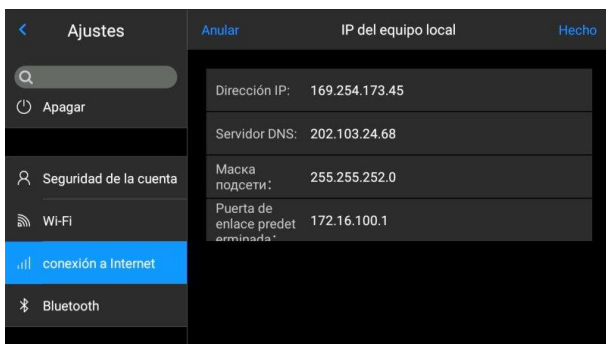 Ajustes
Anular
IP del equipo local
Hecho
Apagar
Seguridad de la cuenta
Wi-Fi
conexión a Internet
Bluetooth
Dirección IP:
169.254.173.45
Servidor DNS:
202.103.24.68
Маска
подсети:
255.255.252.0
Puerta de
enlace predet
erminada:
172.16.100.1